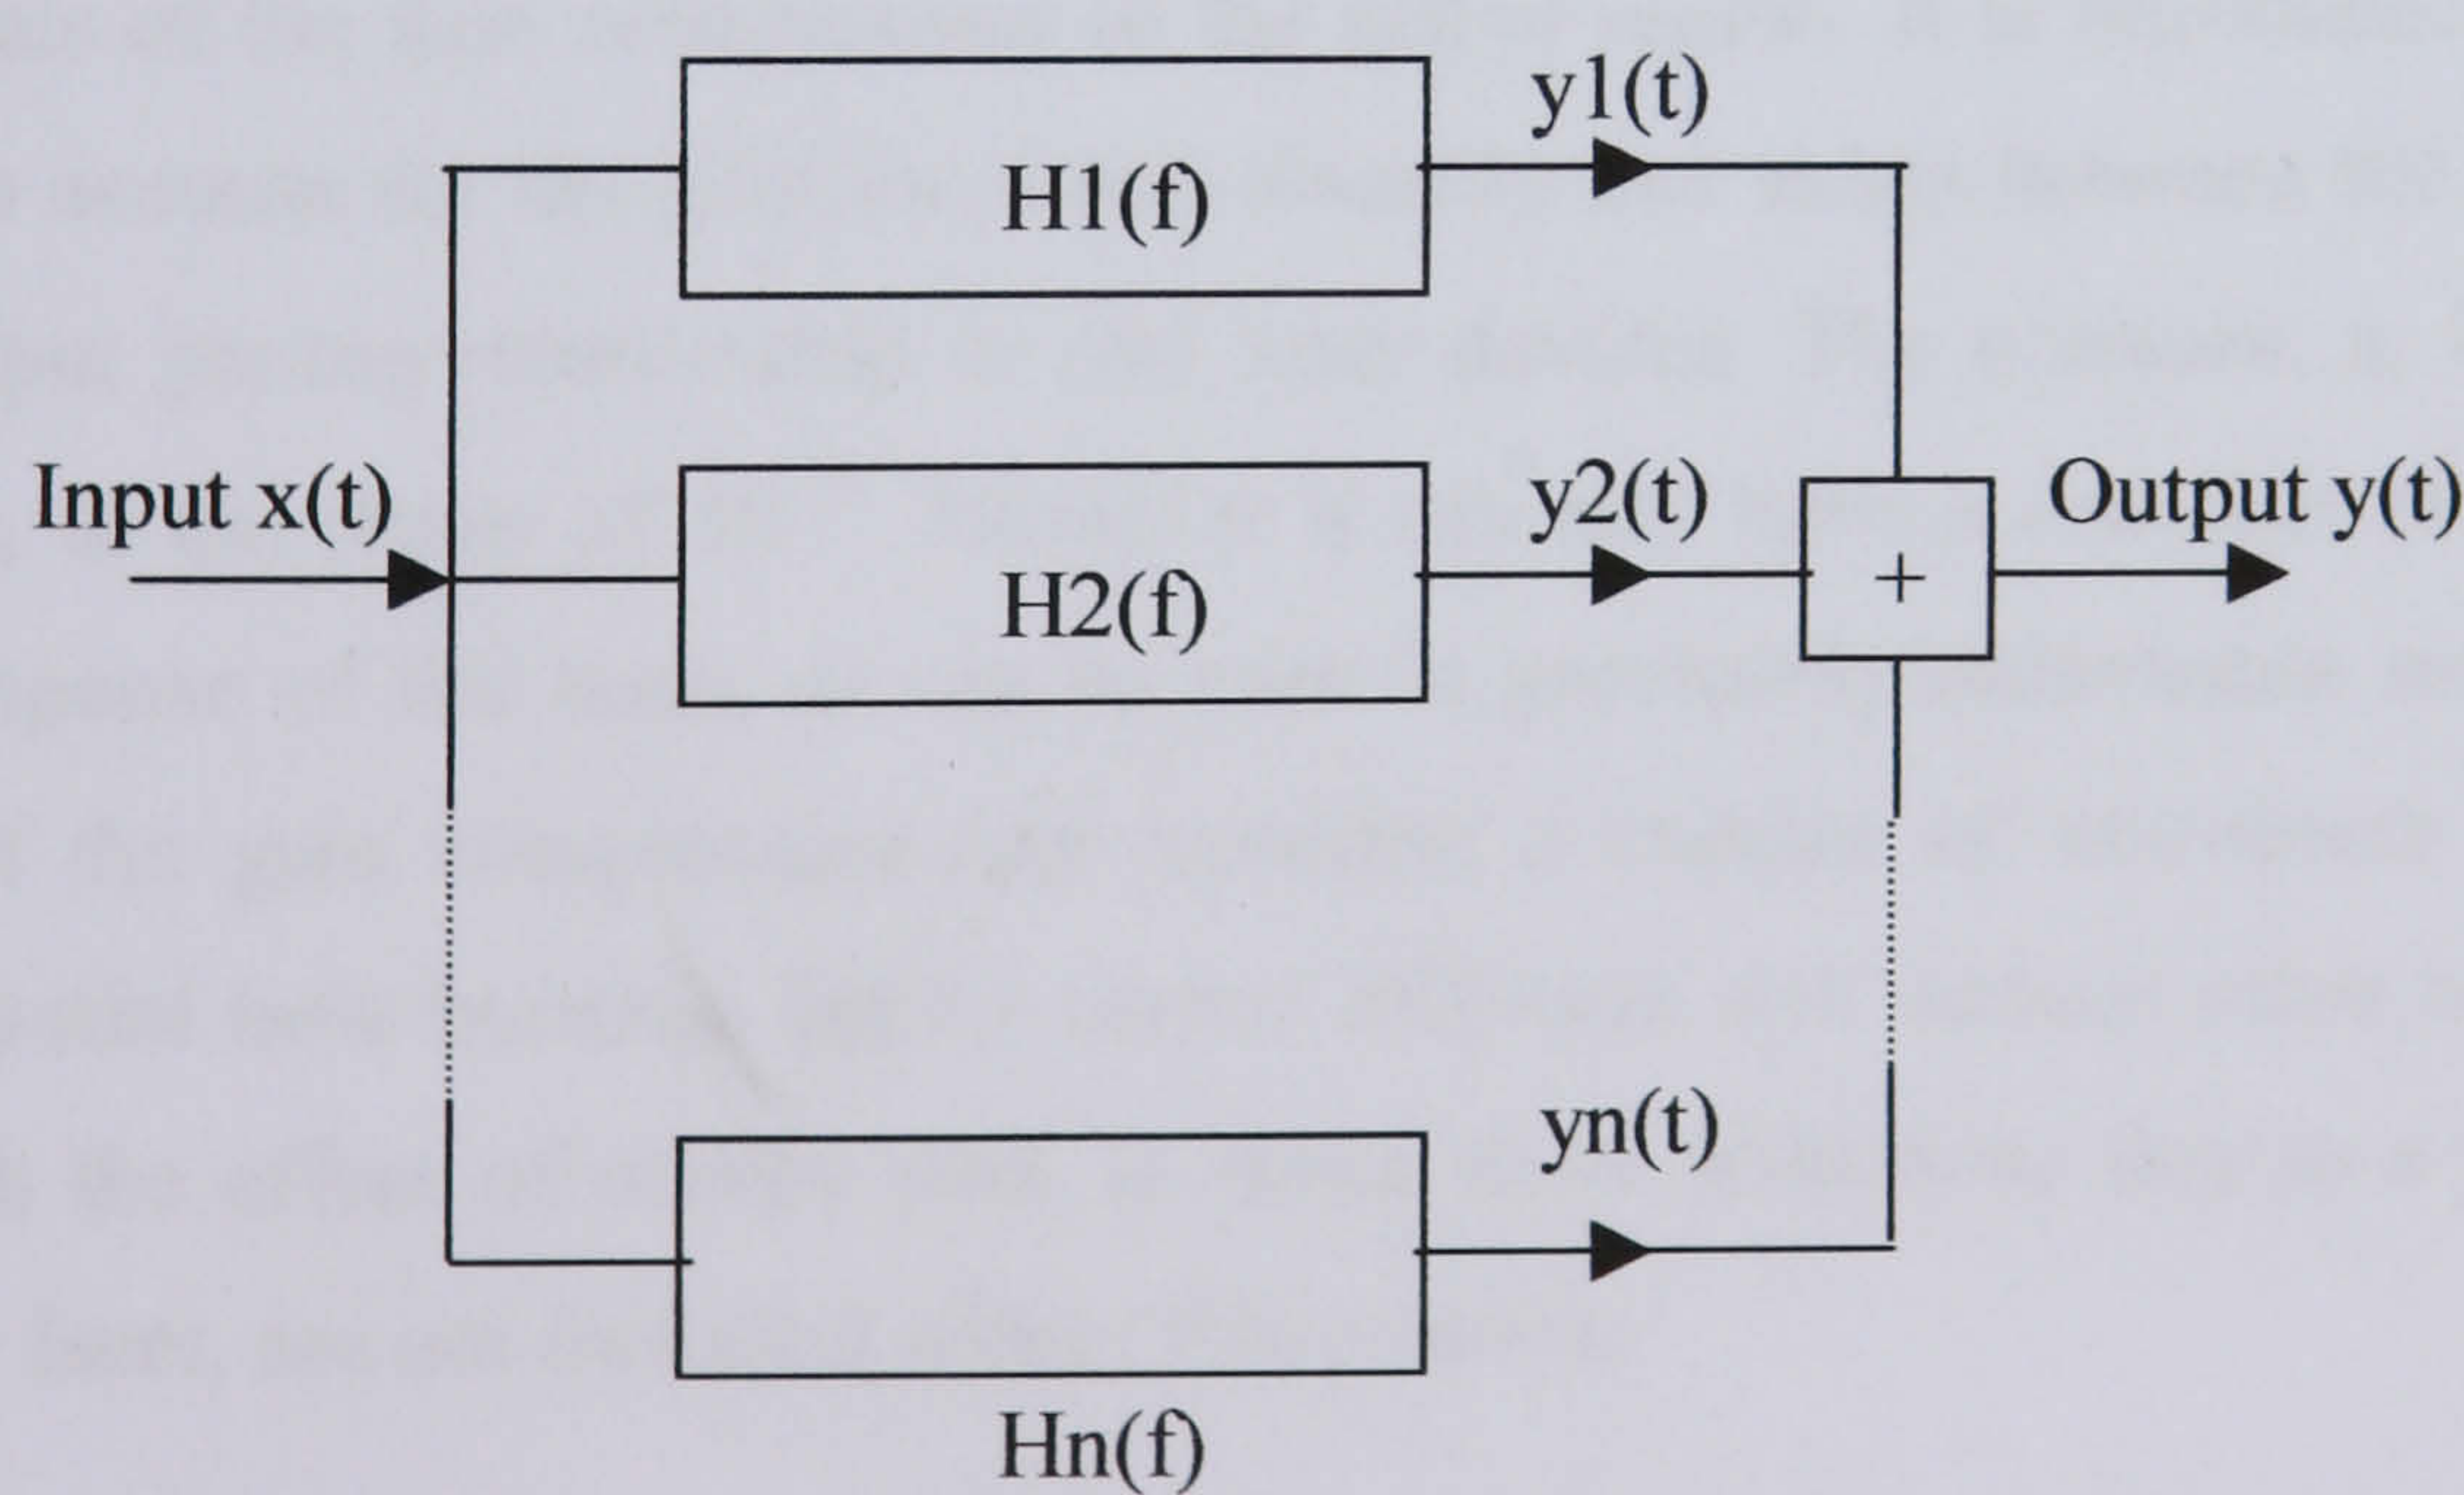 y1(t)
H1(f)
Input x(t)
y2(t)
Output y(t)
H2(f)
+
yn(t)
Hn(f)